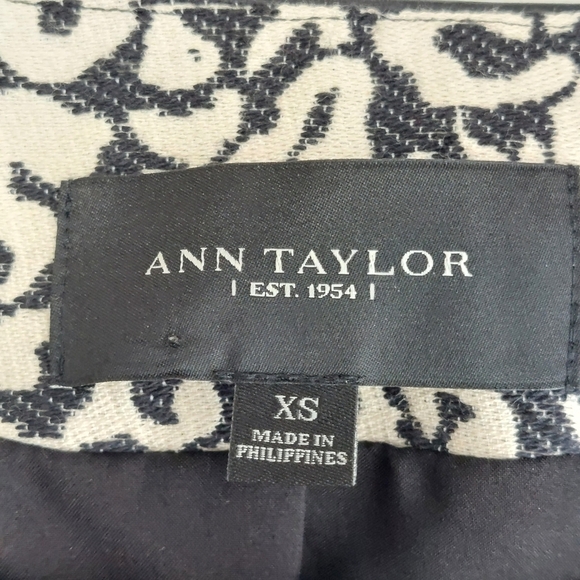 ANN TAYLOR
| EST. 1954 |
XS
MADE IN
PHILIPPINES